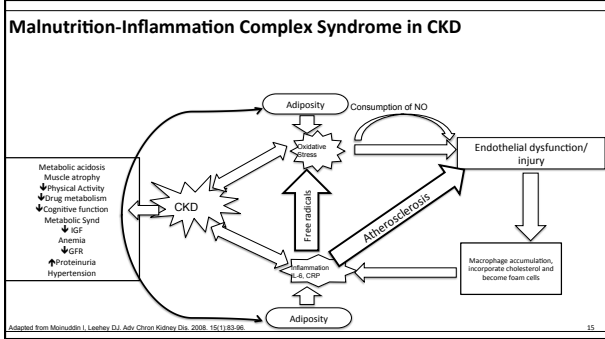 Malnutrition-Inflammation Complex Syndrome in CKD
Adiposity
Consumption of NO
Oxidative
Stress
Endothelial dysfunction/
injury
Metabolic acidosis
Muscle atrophy
↓Physical Activity
↓Drug metabolism
↓Cognitive function
Metabolic Synd
↓ IGF
Anemia
↓GFR
↑Proteinuria
Hypertension
CKD
Free radicals
Atherosclerosis
Inflammation
IL-6, CRP
Macrophage accumulation,
incorporate cholesterol and
become foam cells
Adiposity
Adapted from Moinuddin I, Leehey DJ. Adv Chron Kidney Dis. 2008. 15(1):83-96.
15